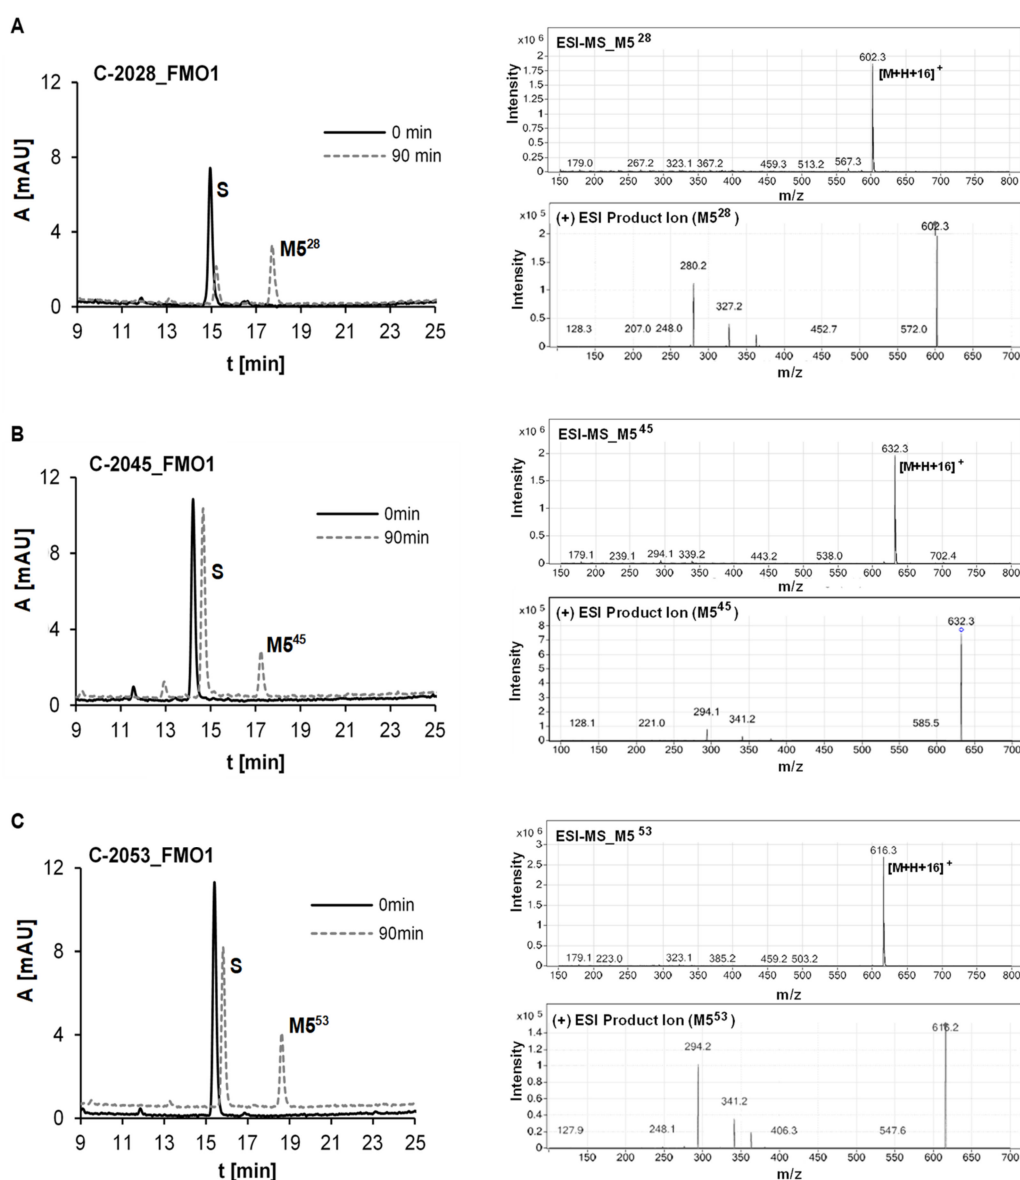 A
C-2028_FMO1
12
8
4
0
A [mAU]
0 min
90 min
S
M5²⁸
9 11 13 15 17 19 21 23 25
t [min]
x10 ⁶
ESI-MS_M5 ²⁸
Intensity
2
1.75
1.5
1.25
1
0.75
0.5
0.25
0
602.3
[M+H+16] ⁺
179.0 267.2 323.1 367.2 459.3 513.2 567.3
150 200 250 300 350 400 450 500 550 600 650 700 750 800
m/z
x10 ⁵
(+) ESI Product Ion (M5²⁸)
Intensity
2
1.5
1
0.5
0
602.3
280.2
327.2
128.3 207.0 248.0 452.7 572.0
150 200 250 300 350 400 450 500 550 600 650 700
m/z
B
C-2045_FMO1
12
8
4
0
A [mAU]
0min
90min
S
M5⁴⁵
9 11 13 15 17 19 21 23 25
t [min]
x10 ⁶
ESI-MS_M5 ⁴⁵
Intensity
2
1.5
1
0.5
0
632.3
[M+H+16] ⁺
179.1 239.1 294.1 339.2 443.2 538.0 702.4
150 200 250 300 350 400 450 500 550 600 650 700 750 800
m/z
x10 ⁵
(+) ESI Product Ion (M5⁴⁵)
Intensity
8
7
6
5
4
3
2
1
0
632.3
294.1
341.2
128.1 221.0 585.5
100 150 200 250 300 350 400 450 500 550 600 650 700
m/z
C
C-2053_FMO1
12
8
4
0
A [mAU]
0min
90min
S
M5⁵³
9 11 13 15 17 19 21 23 25
t [min]
x10 ⁶
ESI-MS_M5 ⁵³
Intensity
3
2.5
2
1.5
1
0.5
0
616.3
[M+H+16] ⁺
179.1 223.0 323.1 385.2 459.2 503.2
150 200 250 300 350 400 450 500 550 600 650 700 750 800
m/z
x10 ⁵
(+) ESI Product Ion (M5⁵³)
Intensity
1.4
1.2
1
0.8
0.6
0.4
0.2
0
616.2
294.2
341.2
127.9 248.1 406.3 547.6
150 200 250 300 350 400 450 500 550 600 650 700
m/z